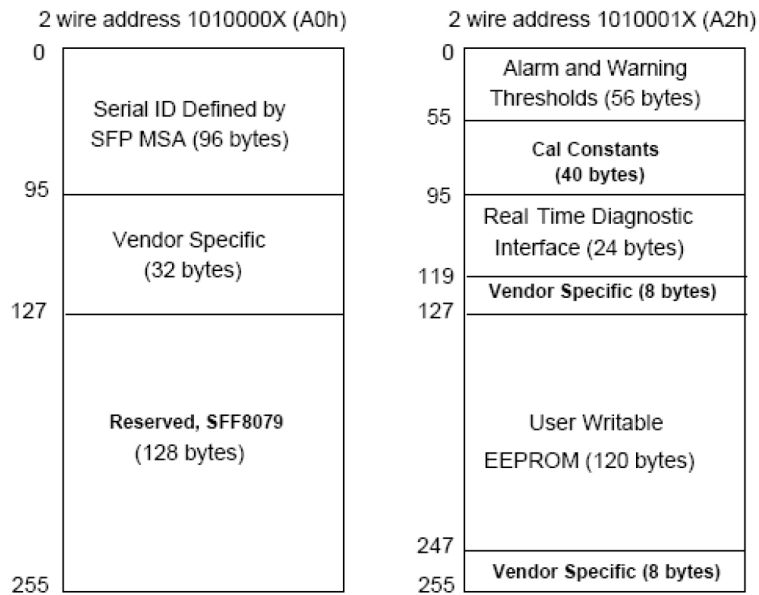 2 wire address 1010000X (A0h)
0
Serial ID Defined by
SFP MSA (96 bytes)
95
Vendor Specific
(32 bytes)
127
Reserved, SFF8079
(128 bytes)
255
2 wire address 1010001X (A2h)
0
Alarm and Warning
Thresholds (56 bytes)
55
Cal Constants
(40 bytes)
95
Real Time Diagnostic
Interface (24 bytes)
119
Vendor Specific (8 bytes)
127
User Writable
EEPROM (120 bytes)
247
Vendor Specific (8 bytes)
255